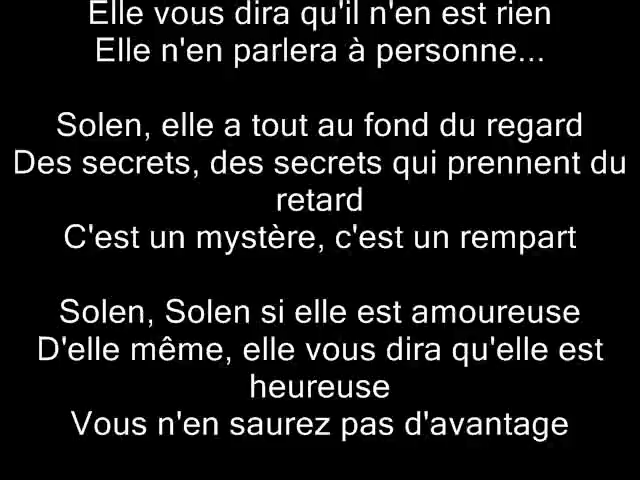 Elle vous dira qu'il n'en est rien
Elle n'en parlera à personne...
Solen, elle a tout au fond du regard
Des secrets, des secrets qui prennent du
retard
C'est un mystère, c'est un rempart
Solen, Solen si elle est amoureuse
D'elle même, elle vous dira qu'elle est
heureuse
Vous n'en saurez pas d'avantage